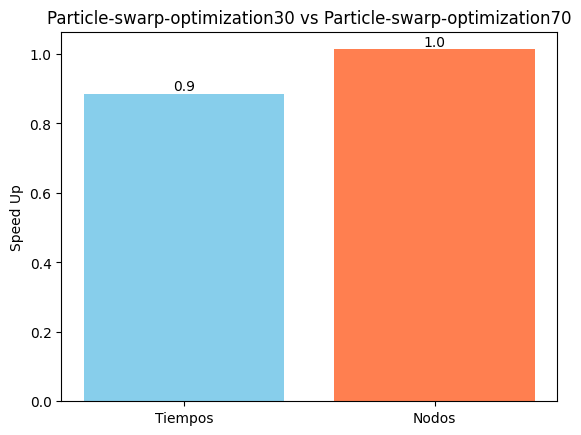 Particle-swarp-optimization30 vs Particle-swarp-optimization70
Speed Up
1.0
0.8
0.6
0.4
0.2
0.0
0.9
1.0
Tiempos
Nodos